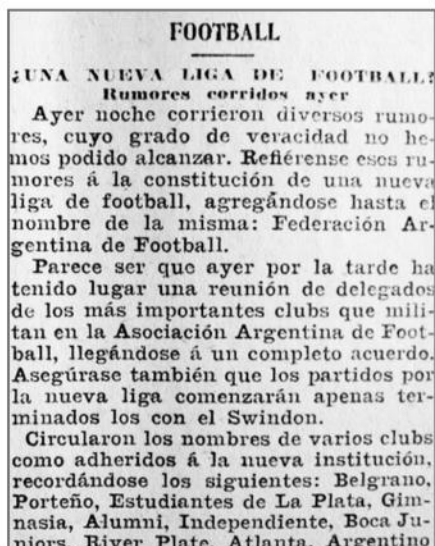 FOOTBALL
¿UNA NUEVA LIGA DE FOOTBALL?
Rumores corridos ayer
Ayer noche corrieron diversos rumo-
res, cuyo grado de veracidad no he-
mos podido alcanzar. Refiérense eses ru-
mores á la constitución de una nueva
liga de football, agregándose hasta el
nombre de la misma: Federación Ar-
gentina de Football.
Parece ser que ayer por la tarde ha
tenido lugar una reunión de delegados
de los más importantes clubs que mili-
tan en la Asociación Argentina de Foot-
ball, llegándose á un completo acuerdo.
Asegúrase también que los partidos por
la nueva liga comenzarán apenas ter-
minados los con el Swindon.
Circularon los nombres de varios clubs
como adheridos á la nueva institución,
recordándose los siguientes: Belgrano,
Porteño, Estudiantes de La Plata, Gim-
nasia, Alumni, Independiente, Boca Ju-
niors, River Plate, Atlanta, Argentino